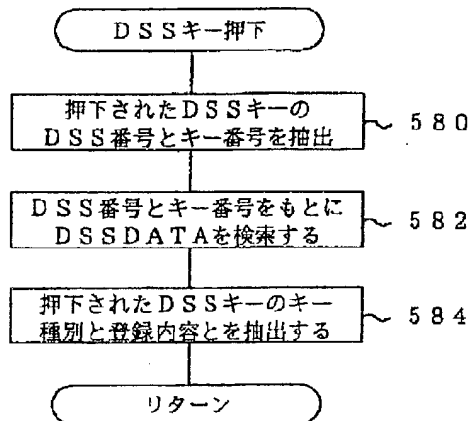 DSSキー押下
押下されたDSSキーの
DSS番号とキー番号を抽出
580
DSS番号とキー番号をもとに
DSSDATAを検索する
582
押下されたDSSキーのキー
種別と登録内容とを抽出する
584
リターン